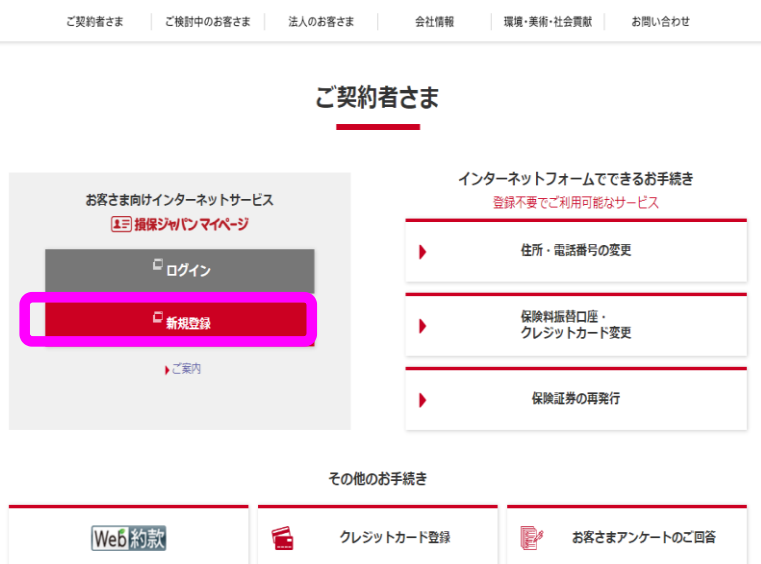 ご契約者さま ご検討中のお客さま 法人のお客さま 会社情報 環境・美術・社会貢献 お問い合わせ
ご契約者さま
お客さま向けインターネットサービス
損保ジャパン マイページ
ログイン
新規登録
ご案内
インターネットフォームでできるお手続き
登録不要でご利用可能なサービス
住所・電話番号の変更
保険料振替口座・
クレジットカード変更
保険証券の再発行
その他のお手続き
Web約款
クレジットカード登録
お客さまアンケートのご回答